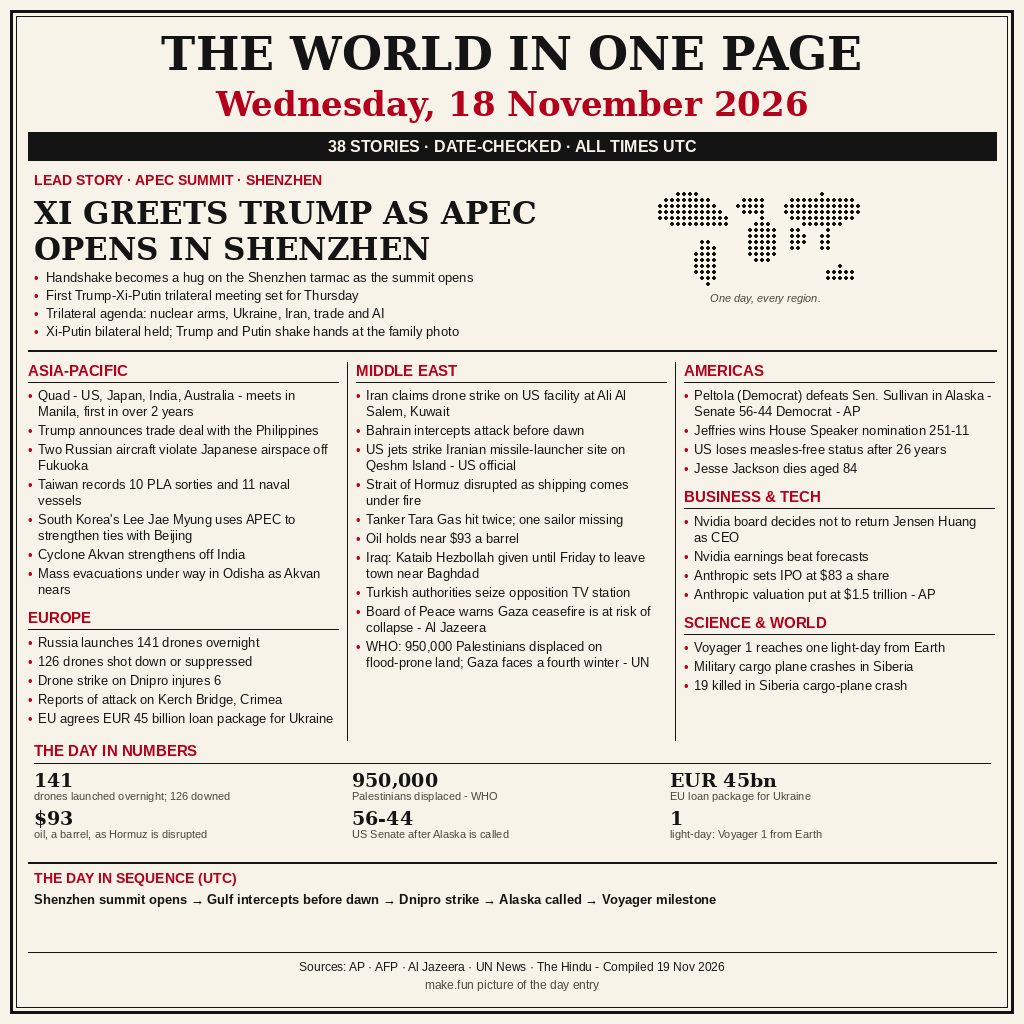 THE WORLD IN ONE PAGE
Wednesday, 18 November 2026
38 STORIES · DATE-CHECKED · ALL TIMES UTC
LEAD STORY · APEC SUMMIT · SHENZHEN
XI GREETS TRUMP AS APEC
OPENS IN SHENZHEN
• Handshake becomes a hug on the Shenzhen tarmac as the summit opens
• First Trump-Xi-Putin trilateral meeting set for Thursday
• Trilateral agenda: nuclear arms, Ukraine, Iran, trade and AI
• Xi-Putin bilateral held; Trump and Putin shake hands at the family photo
One day, every region.
ASIA-PACIFIC
• Quad - US, Japan, India, Australia - meets in
Manila, first in over 2 years
• Trump announces trade deal with the Philippines
• Two Russian aircraft violate Japanese airspace off
Fukuoka
• Taiwan records 10 PLA sorties and 11 naval
vessels
• South Korea's Lee Jae Myung uses APEC to
strengthen ties with Beijing
• Cyclone Akvan strengthens off India
• Mass evacuations under way in Odisha as Akvan
nears
EUROPE
• Russia launches 141 drones overnight
• 126 drones shot down or suppressed
• Drone strike on Dnipro injures 6
• Reports of attack on Kerch Bridge, Crimea
• EU agrees EUR 45 billion loan package for Ukraine
MIDDLE EAST
• Iran claims drone strike on US facility at Ali Al
Salem, Kuwait
• Bahrain intercepts attack before dawn
• US jets strike Iranian missile-launcher site on
Qeshm Island - US official
• Strait of Hormuz disrupted as shipping comes
under fire
• Tanker Tara Gas hit twice; one sailor missing
• Oil holds near $93 a barrel
• Iraq: Kataib Hezbollah given until Friday to leave
town near Baghdad
• Turkish authorities seize opposition TV station
• Board of Peace warns Gaza ceasefire is at risk of
collapse - Al Jazeera
• WHO: 950,000 Palestinians displaced on
flood-prone land; Gaza faces a fourth winter - UN
AMERICAS
• Peltola (Democrat) defeats Sen. Sullivan in Alaska -
Senate 56-44 Democrat - AP
• Jeffries wins House Speaker nomination 251-11
• US loses measles-free status after 26 years
• Jesse Jackson dies aged 84
BUSINESS & TECH
• Nvidia board decides not to return Jensen Huang
as CEO
• Nvidia earnings beat forecasts
• Anthropic sets IPO at $83 a share
• Anthropic valuation put at $1.5 trillion - AP
SCIENCE & WORLD
• Voyager 1 reaches one light-day from Earth
• Military cargo plane crashes in Siberia
• 19 killed in Siberia cargo-plane crash
THE DAY IN NUMBERS
141
drones launched overnight; 126 downed
950,000
Palestinians displaced - WHO
EUR 45bn
EU loan package for Ukraine
$93
oil, a barrel, as Hormuz is disrupted
56-44
US Senate after Alaska is called
1
light-day: Voyager 1 from Earth
THE DAY IN SEQUENCE (UTC)
Shenzhen summit opens → Gulf intercepts before dawn → Dnipro strike → Alaska called → Voyager milestone
Sources: AP · AFP · Al Jazeera · UN News · The Hindu - Compiled 19 Nov 2026
make.fun picture of the day entry